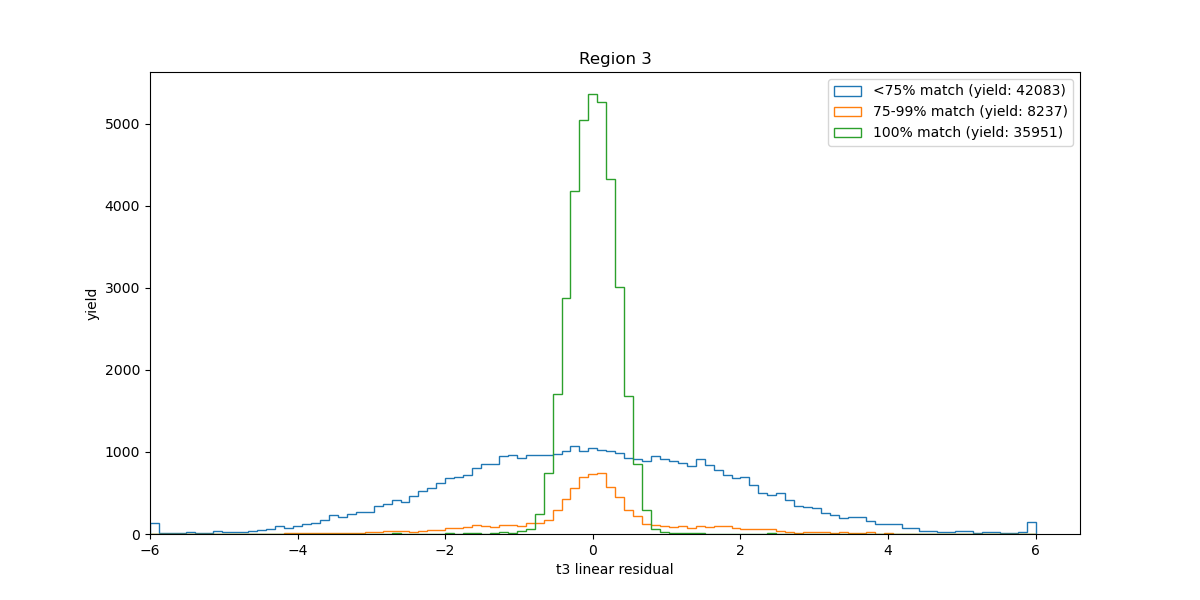 Region 3
<75% match (yield: 42083)
75-99% match (yield: 8237)
100% match (yield: 35951)
5000
4000
3000
2000
1000
0
yield
−6 −4 −2 0 2 4 6
t3 linear residual